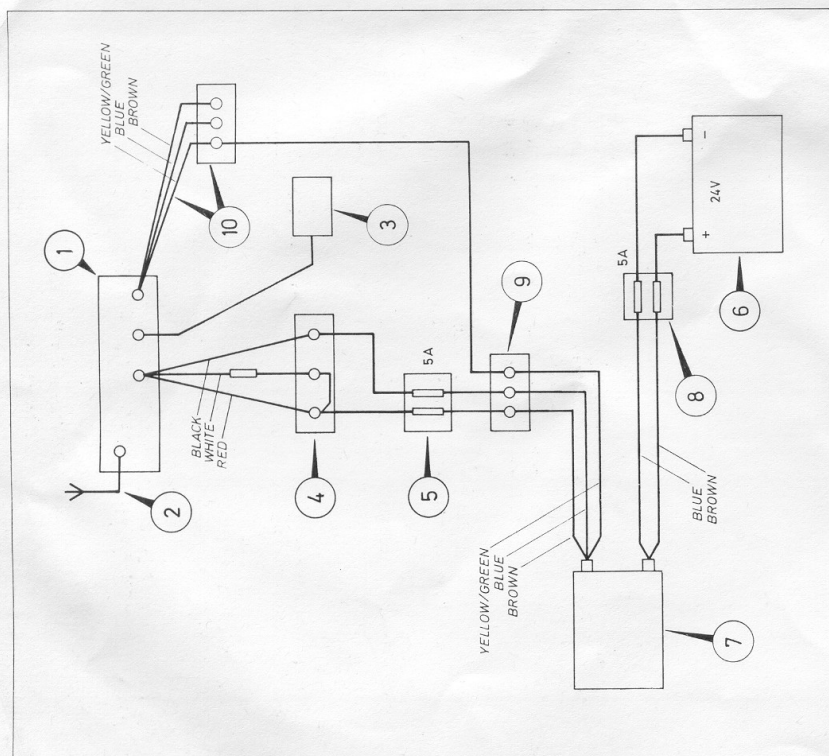 YELLOW/GREEN
BLUE
BROWN
10
1
3
BLACK
WHITE
RED
2
4
5A
5
9
YELLOW/GREEN
BLUE
BROWN
5A
8
24V
+
−
6
BLUE
BROWN
7